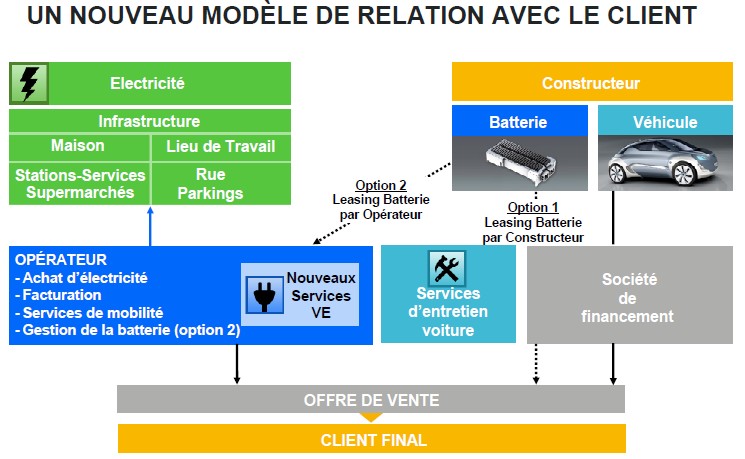 UN NOUVEAU MODÈLE DE RELATION AVEC LE CLIENT
Electricité
Infrastructure
Maison
Lieu de Travail
Stations-Services
Supermarchés
Rue
Parkings
Constructeur
Batterie
Véhicule
Option 2
Leasing Batterie
par Opérateur
Option 1
Leasing Batterie
par Constructeur
OPÉRATEUR
- Achat d'électricité
- Facturation
- Services de mobilité
- Gestion de la batterie (option 2)
Nouveaux
Services
VE
Services
d'entretien
voiture
Société
de
financement
OFFRE DE VENTE
CLIENT FINAL